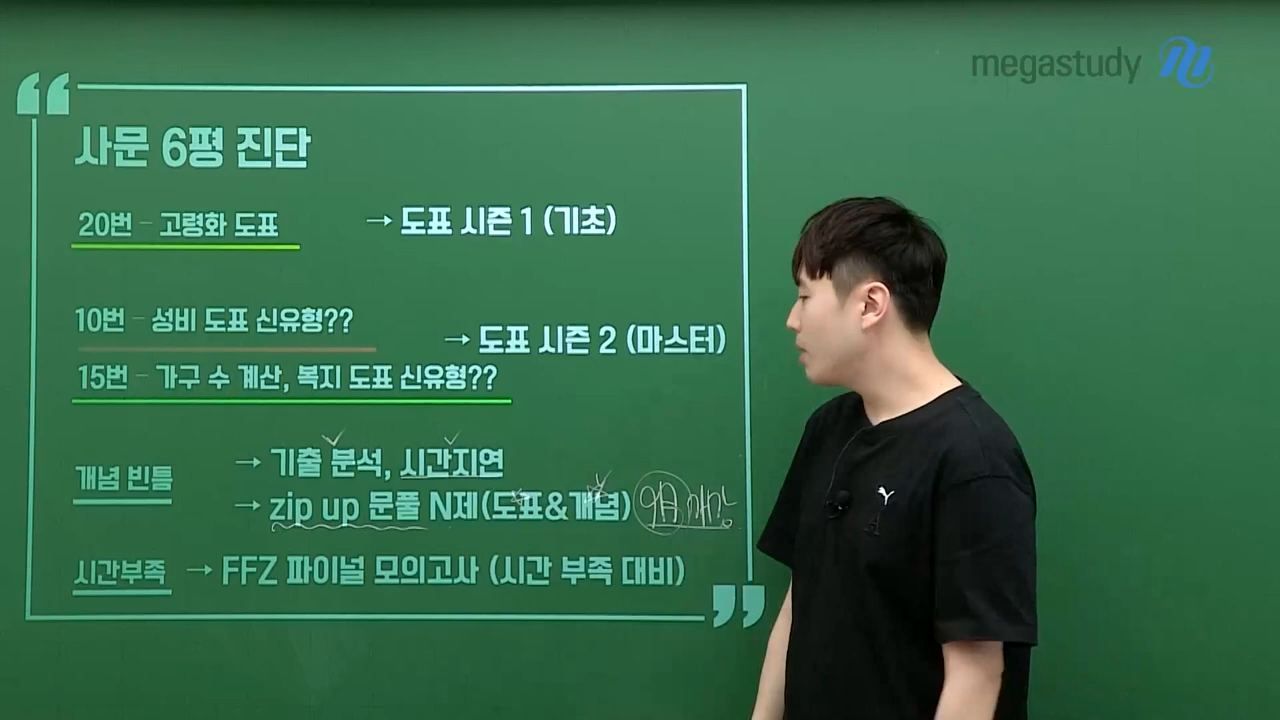 megastudy
사문 6평 진단
20번 - 고령화 도표 → 도표 시즌 1 (기초)
10번 - 성비 도표 신유형??
→ 도표 시즌 2 (마스터)
15번 - 가구 수 계산, 복지 도표 신유형??
개념 빈틈 → 기출 분석, 시간지연
→ zip up 문풀 N제(도표&개념)
시간부족 → FFZ 파이널 모의고사 (시간 부족 대비)